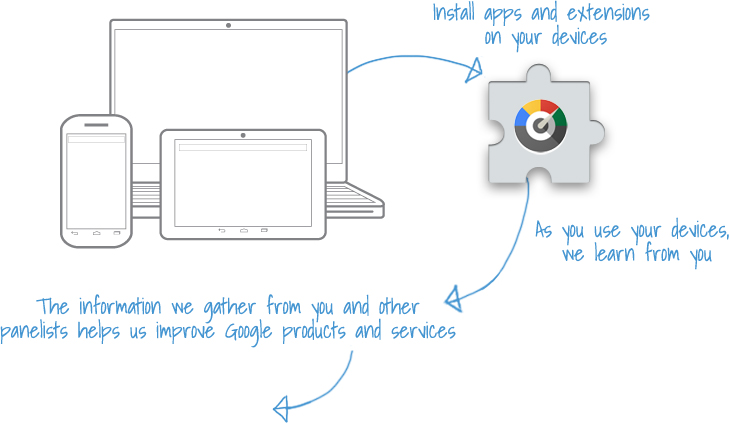 Install apps and extensions
on your devices
As you use your devices,
we learn from you
The information we gather from you and other
panelists helps us improve Google products and services